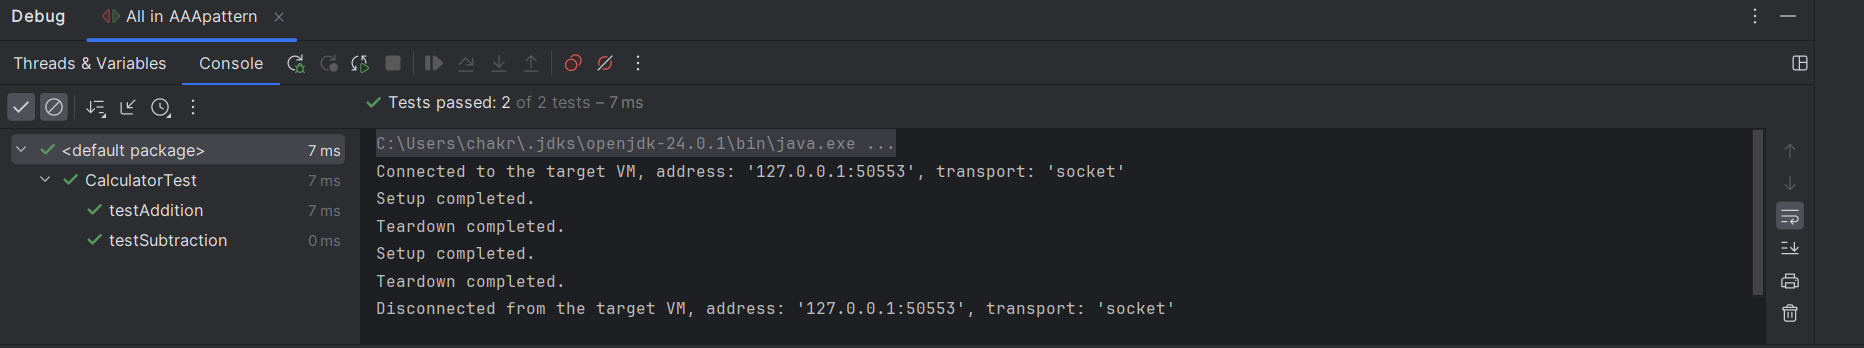 Debug All in AAApattern
Threads & Variables Console
Tests passed: 2 of 2 tests – 7 ms
<default package> 7 ms
CalculatorTest 7 ms
testAddition 7 ms
testSubtraction 0 ms
C:\Users\chakr\.jdks\openjdk-24.0.1\bin\java.exe ...
Connected to the target VM, address: '127.0.0.1:50553', transport: 'socket'
Setup completed.
Teardown completed.
Setup completed.
Teardown completed.
Disconnected from the target VM, address: '127.0.0.1:50553', transport: 'socket'